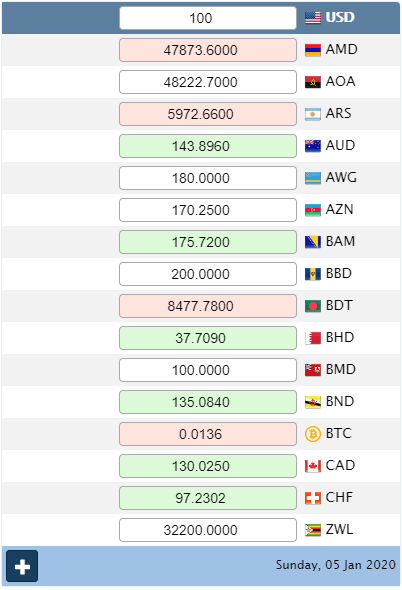 100 USD
47873.6000 AMD
48222.7000 AOA
5972.6600 ARS
143.8960 AUD
180.0000 AWG
170.2500 AZN
175.7200 BAM
200.0000 BBD
8477.7800 BDT
37.7090 BHD
100.0000 BMD
135.0840 BND
0.0136 BTC
130.0250 CAD
97.2302 CHF
32200.0000 ZWL
Sunday, 05 Jan 2020